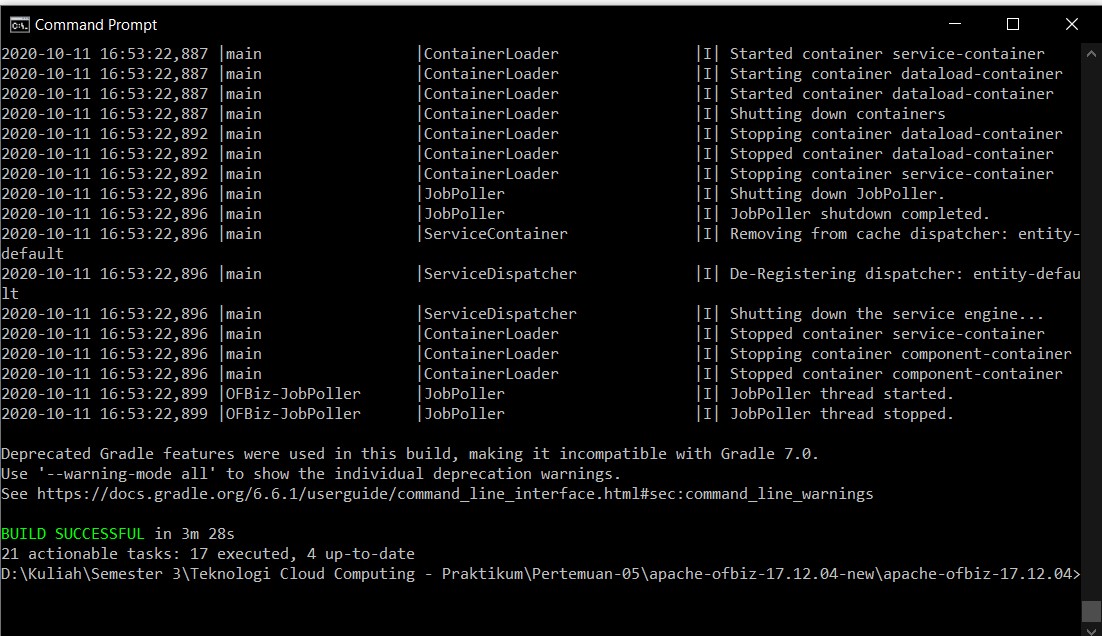 Command Prompt
2020-10-11 16:53:22,887 |main                 |ContainerLoader               |I| Started container service-container
2020-10-11 16:53:22,887 |main                 |ContainerLoader               |I| Starting container dataload-container
2020-10-11 16:53:22,887 |main                 |ContainerLoader               |I| Started container dataload-container
2020-10-11 16:53:22,887 |main                 |ContainerLoader               |I| Shutting down containers
2020-10-11 16:53:22,892 |main                 |ContainerLoader               |I| Stopping container dataload-container
2020-10-11 16:53:22,892 |main                 |ContainerLoader               |I| Stopped container dataload-container
2020-10-11 16:53:22,892 |main                 |ContainerLoader               |I| Stopping container service-container
2020-10-11 16:53:22,896 |main                 |JobPoller                     |I| Shutting down JobPoller.
2020-10-11 16:53:22,896 |main                 |JobPoller                     |I| JobPoller shutdown completed.
2020-10-11 16:53:22,896 |main                 |ServiceContainer              |I| Removing from cache dispatcher: entity-
default
2020-10-11 16:53:22,896 |main                 |ServiceDispatcher             |I| De-Registering dispatcher: entity-defau
lt
2020-10-11 16:53:22,896 |main                 |ServiceDispatcher             |I| Shutting down the service engine...
2020-10-11 16:53:22,896 |main                 |ContainerLoader               |I| Stopped container service-container
2020-10-11 16:53:22,896 |main                 |ContainerLoader               |I| Stopping container component-container
2020-10-11 16:53:22,896 |main                 |ContainerLoader               |I| Stopped container component-container
2020-10-11 16:53:22,899 |OFBiz-JobPoller      |JobPoller                     |I| JobPoller thread started.
2020-10-11 16:53:22,899 |OFBiz-JobPoller      |JobPoller                     |I| JobPoller thread stopped.
Deprecated Gradle features were used in this build, making it incompatible with Gradle 7.0.
Use '--warning-mode all' to show the individual deprecation warnings.
See https://docs.gradle.org/6.6.1/userguide/command_line_interface.html#sec:command_line_warnings
BUILD SUCCESSFUL in 3m 28s
21 actionable tasks: 17 executed, 4 up-to-date
D:\Kuliah\Semester 3\Teknologi Cloud Computing - Praktikum\Pertemuan-05\apache-ofbiz-17.12.04-new\apache-ofbiz-17.12.04>